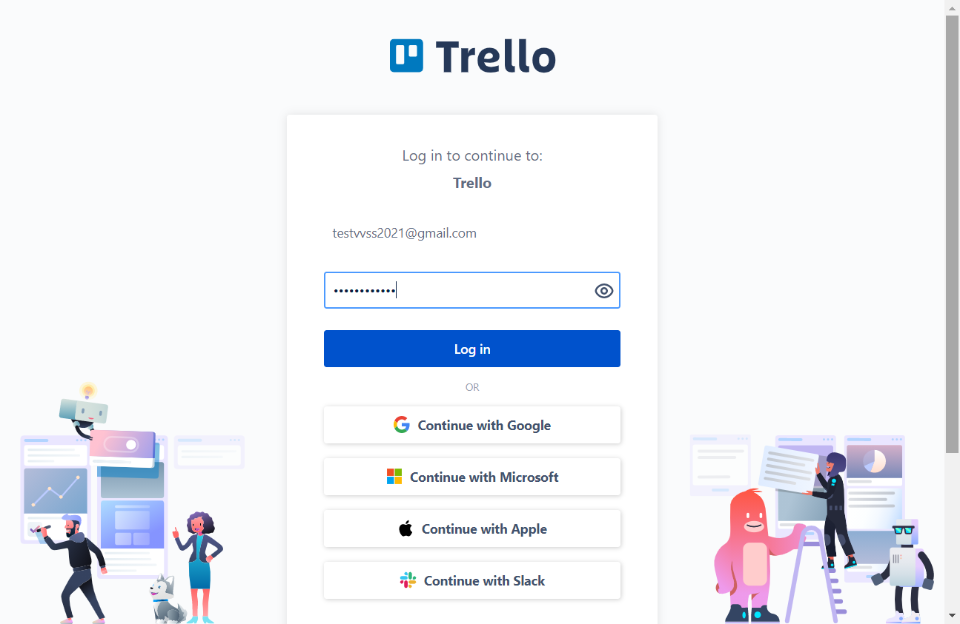 Trello
Log in to continue to:
Trello
testvvss2021@gmail.com
••••••••••••
Log in
OR
Continue with Google
Continue with Microsoft
Continue with Apple
Continue with Slack